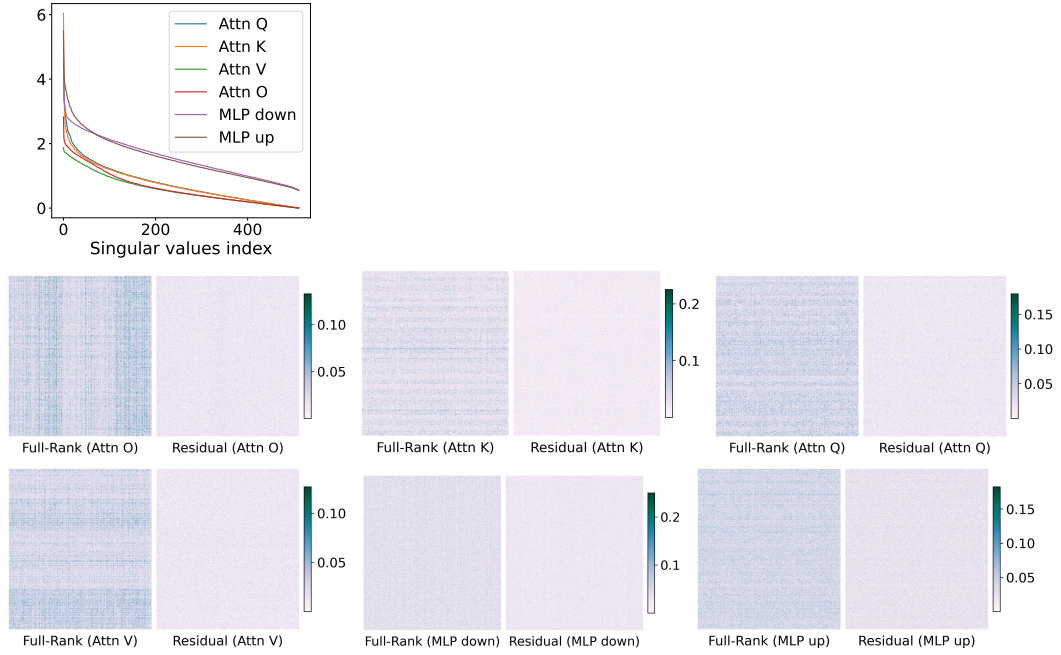 6
4
2
0
Attn Q
Attn K
Attn V
Attn O
MLP down
MLP up
0 200 400
Singular values index
0.10
0.05
Full-Rank (Attn O) Residual (Attn O)
0.2
0.1
Full-Rank (Attn K) Residual (Attn K)
0.15
0.10
0.05
Full-Rank (Attn Q) Residual (Attn Q)
0.10
0.05
Full-Rank (Attn V) Residual (Attn V)
0.2
0.1
Full-Rank (MLP down) Residual (MLP down)
0.15
0.10
0.05
Full-Rank (MLP up) Residual (MLP up)